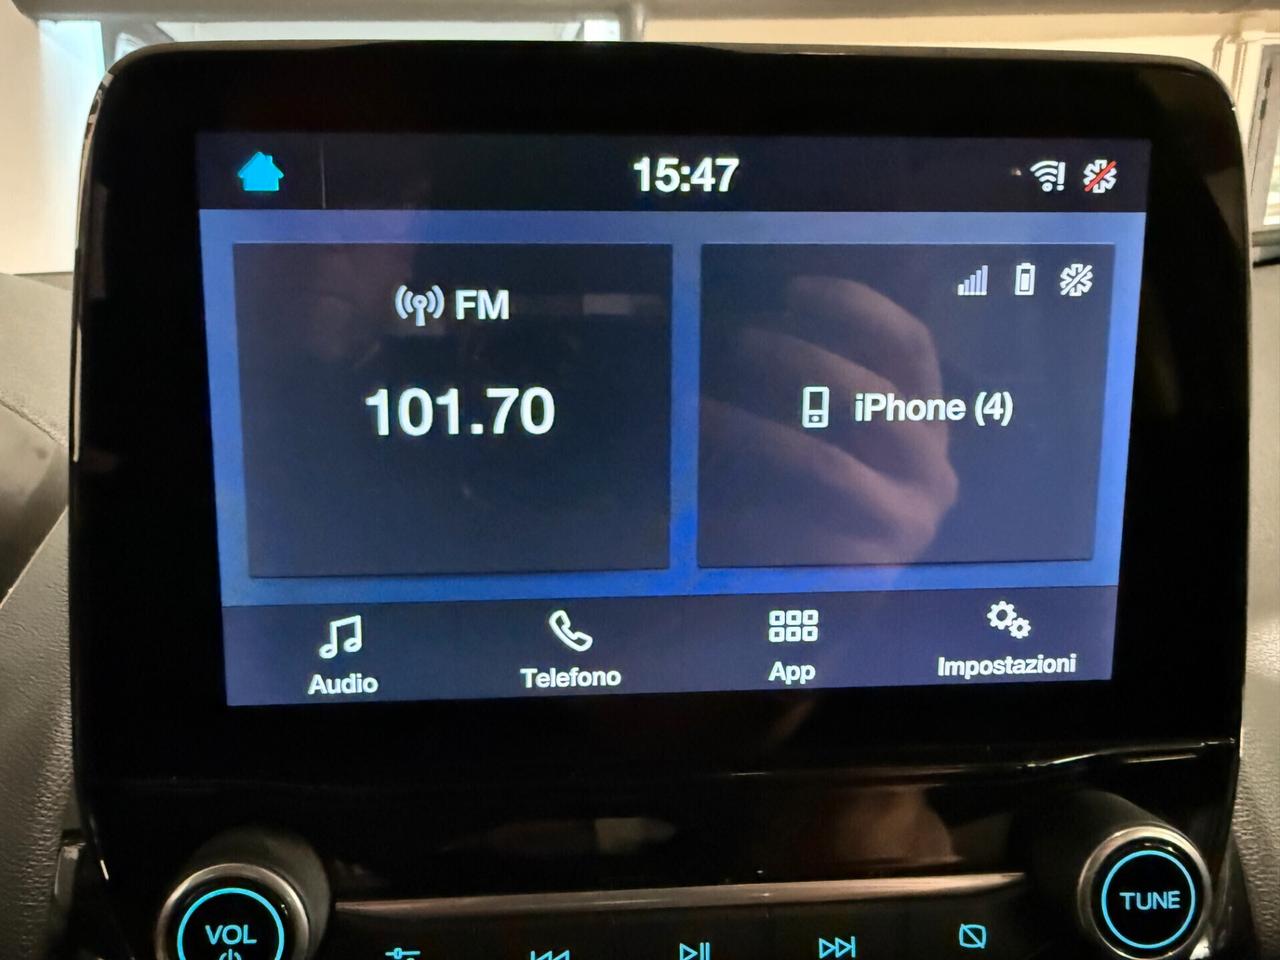 15:47
FM
101.70
iPhone (4)
Audio
Telefono
App
Impostazioni
VOL
TUNE